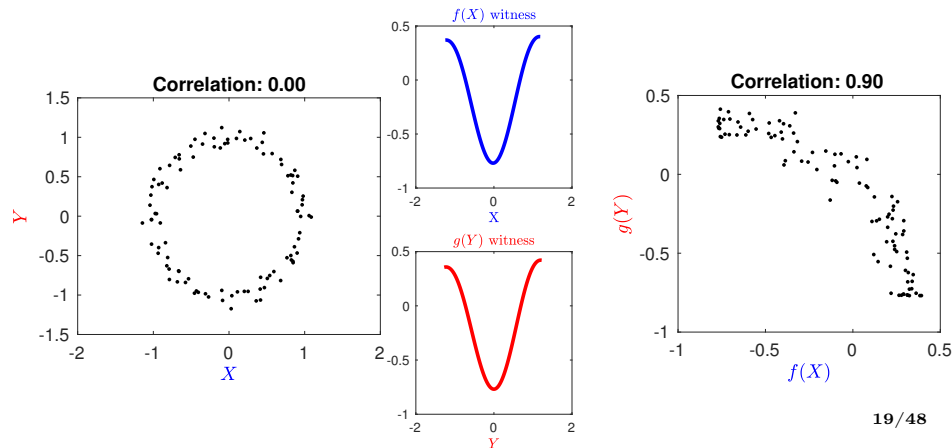 Correlation: 0.00
1.5
1
0.5
0
-0.5
-1
-1.5
-2 -1 0 1 2
X
Y
f(X) witness
0.5
0
-0.5
-1
-2 0 2
X
g(Y) witness
0.5
0
-0.5
-1
-2 0 2
Y
Correlation: 0.90
0.5
0
-0.5
-1
-1 -0.5 0 0.5
f(X)
g(Y)
19/48